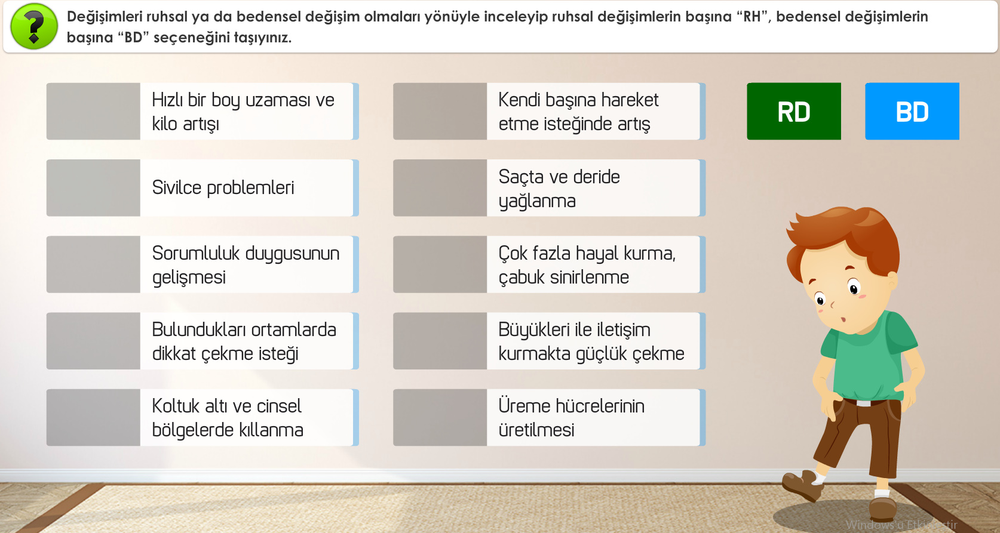 Değişimleri ruhsal ya da bedensel değişim olmaları yönüyle inceleyip ruhsal değişimlerin başına “RH”, bedensel değişimlerin
başına “BD” seçeneğini taşıyınız.
Hızlı bir boy uzaması ve
kilo artışı
Sivilce problemleri
Sorumluluk duygusunun
gelişmesi
Bulundukları ortamlarda
dikkat çekme isteği
Koltuk altı ve cinsel
bölgelerde kıllanma
Kendi başına hareket
etme isteğinde artış
Saçta ve deride
yağlanma
Çok fazla hayal kurma,
çabuk sinirlenme
Büyükleri ile iletişim
kurmakta güçlük çekme
Üreme hücrelerinin
üretilmesi
RD
BD
Windows'u Etkinleştir